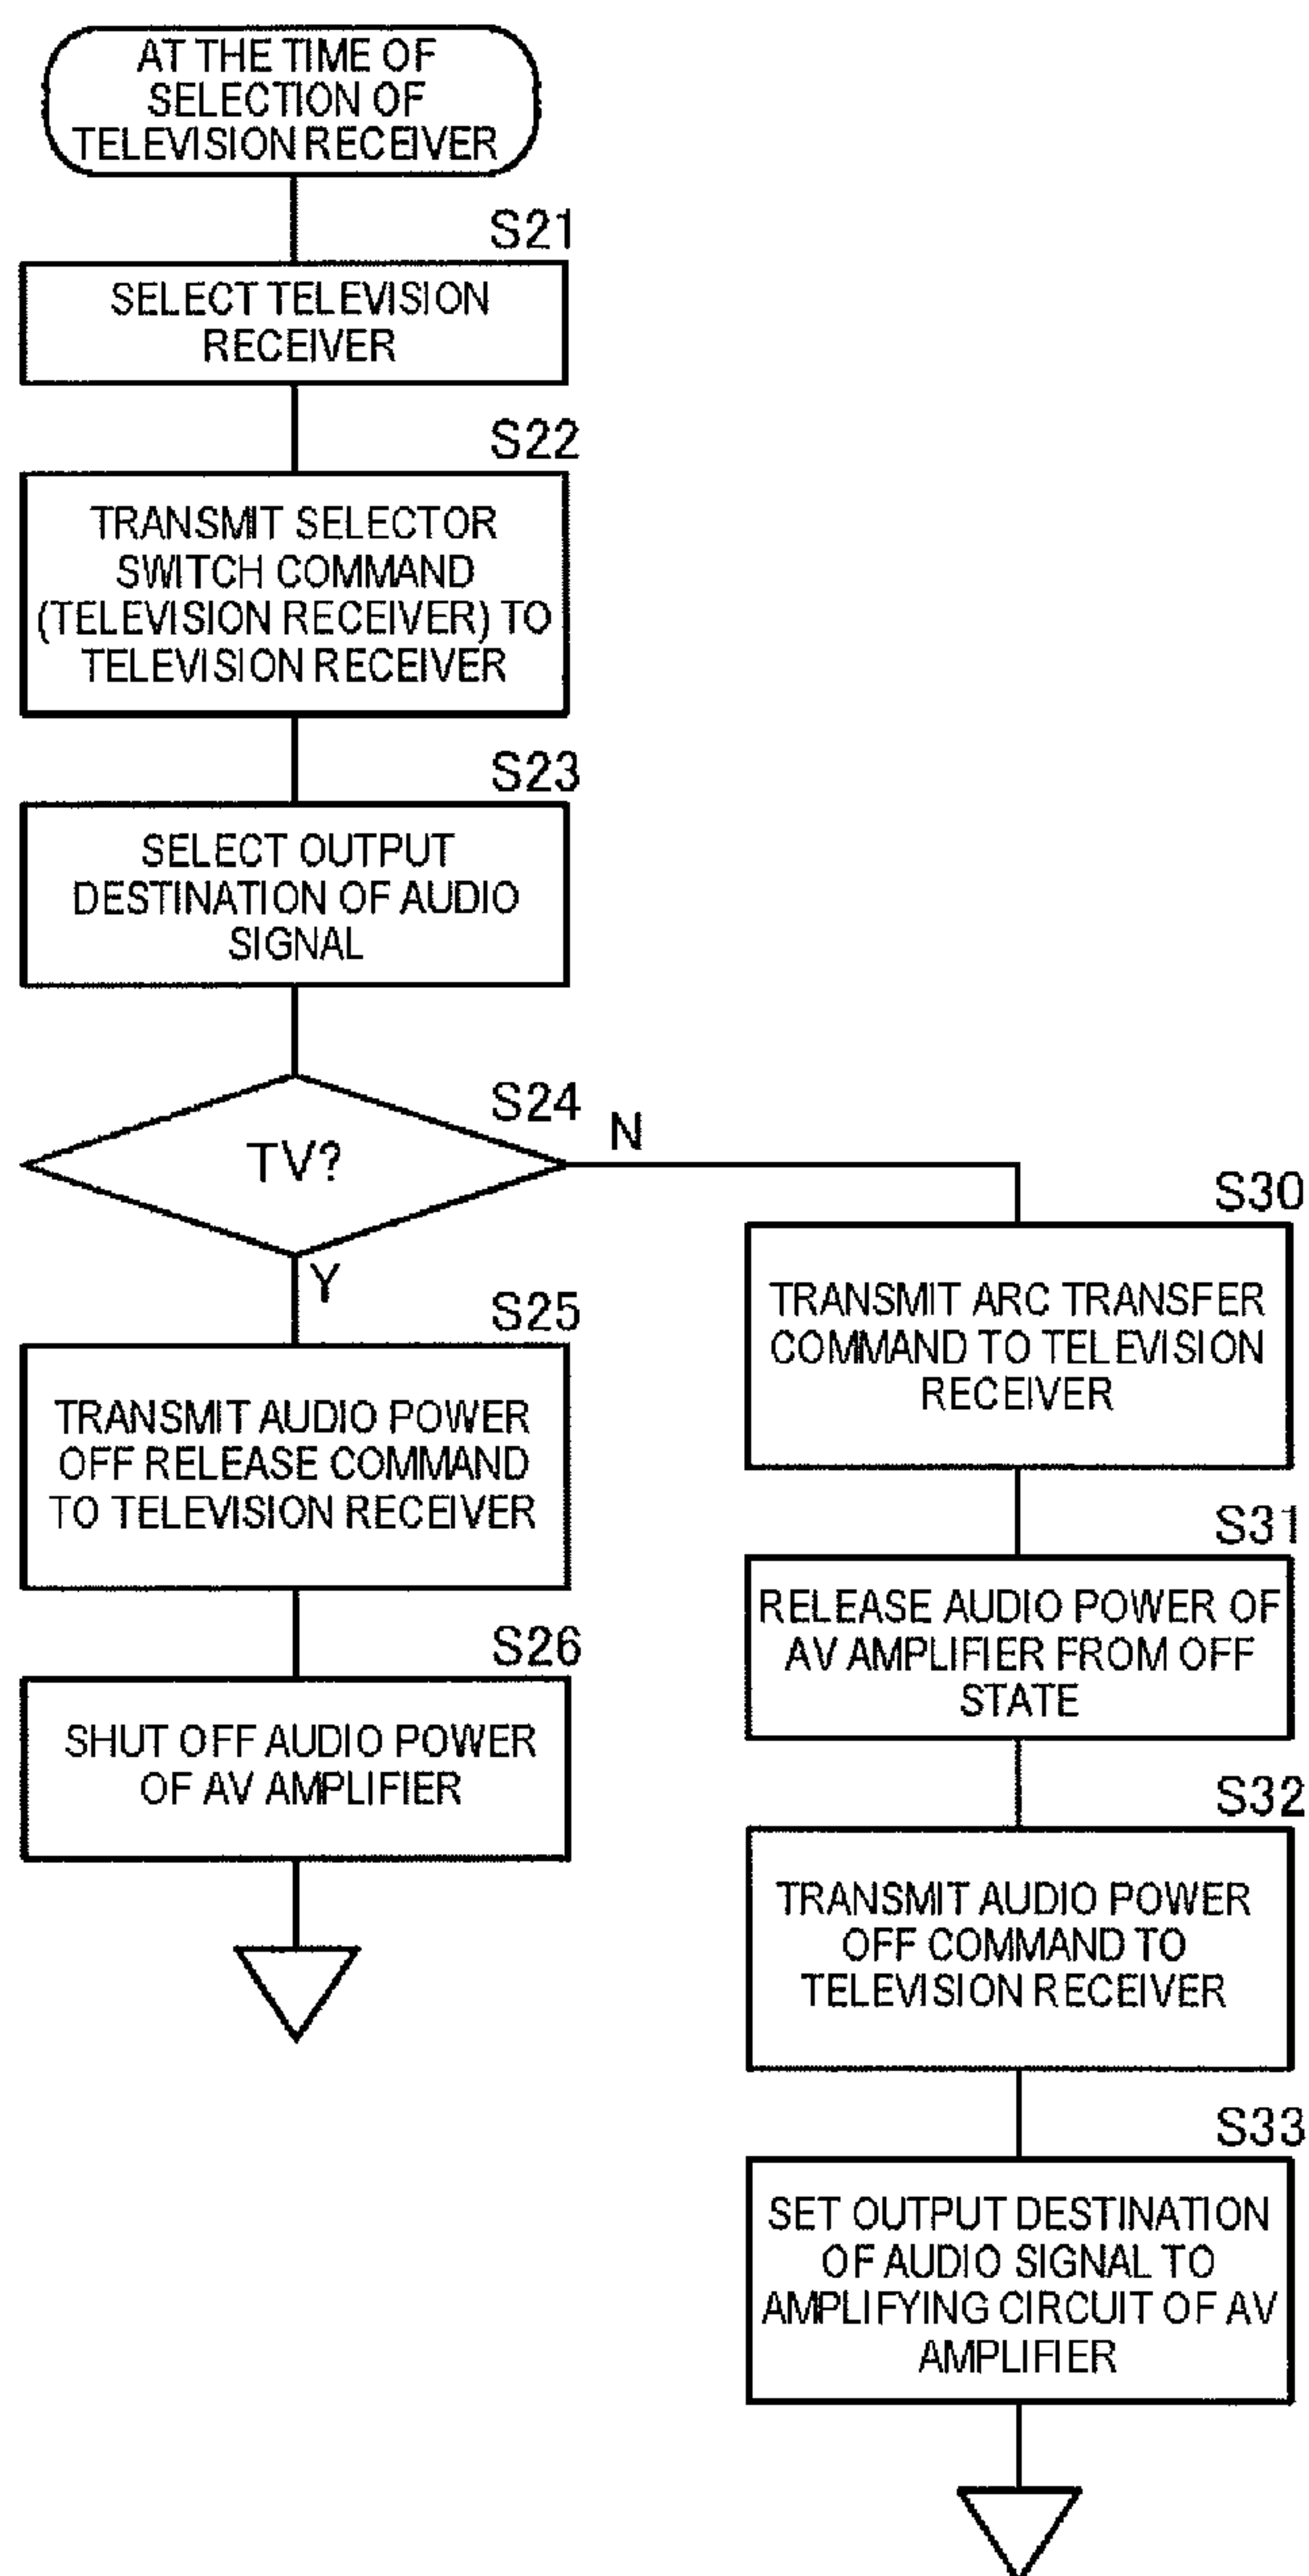 AT THE TIME OF
SELECTION OF
TELEVISION RECEIVER
S21
SELECT TELEVISION
RECEIVER
S22
TRANSMIT SELECTOR
SWITCH COMMAND
(TELEVISION RECEIVER) TO
TELEVISION RECEIVER
S23
SELECT OUTPUT
DESTINATION OF AUDIO
SIGNAL
S24
TV?
N
Y
S25
TRANSMIT AUDIO POWER
OFF RELEASE COMMAND
TO TELEVISION RECEIVER
S26
SHUT OFF AUDIO POWER
OF AV AMPLIFIER
S30
TRANSMIT ARC TRANSFER
COMMAND TO TELEVISION
RECEIVER
S31
RELEASE AUDIO POWER OF
AV AMPLIFIER FROM OFF
STATE
S32
TRANSMIT AUDIO POWER
OFF COMMAND TO
TELEVISION RECEIVER
S33
SET OUTPUT DESTINATION
OF AUDIO SIGNAL TO
AMPLIFYING CIRCUIT OF AV
AMPLIFIER